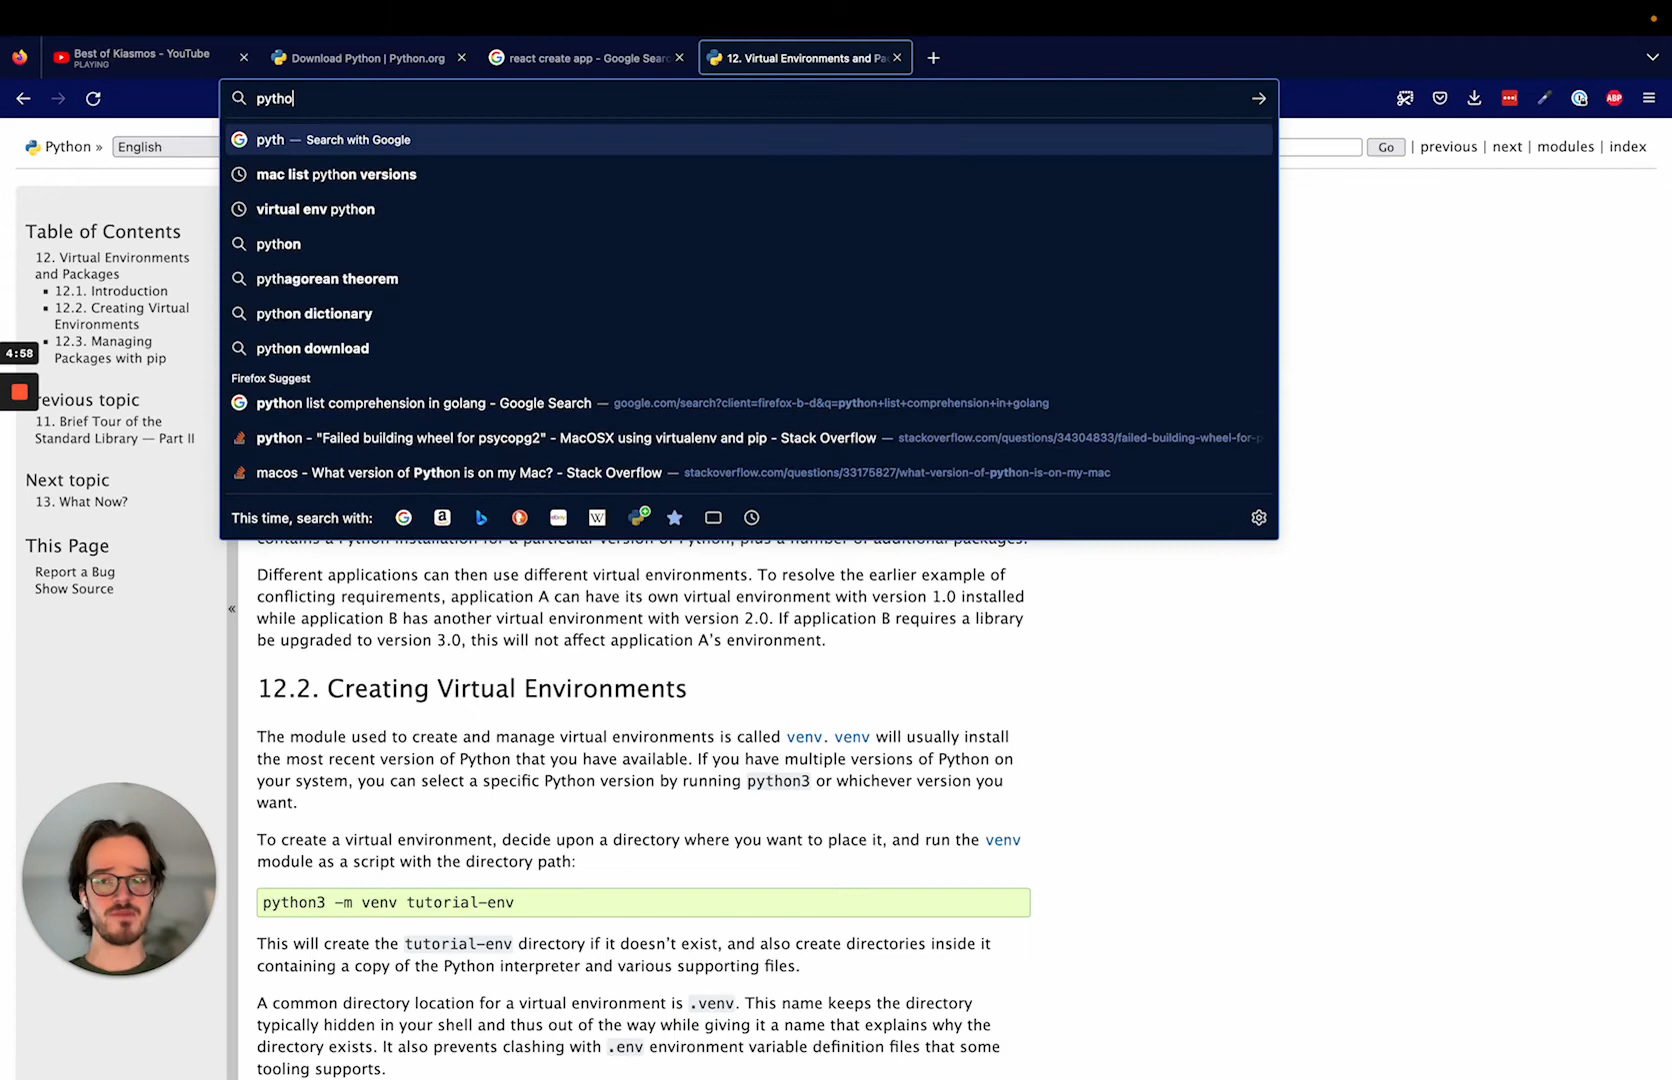 Best of Kiasmos - YouTube
PLAYING
Download Python | Python.org
react create app - Google Sear
12. Virtual Environments and Pa
pytho
pyth — Search with Google
mac list python versions
virtual env python
python
pythagorean theorem
python dictionary
python download
Firefox Suggest
python list comprehension in golang - Google Search — google.com/search?client=firefox-b-d&q=python+list+comprehension+in+golang
python - "Failed building wheel for psycopg2" - MacOSX using virtualenv and pip - Stack Overflow — stackoverflow.com/questions/34304833/failed-building-wheel-for-p
macos - What version of Python is on my Mac? - Stack Overflow — stackoverflow.com/questions/33175827/what-version-of-python-is-on-my-mac
This time, search with:
ABP
Python »
English
Go | previous | next | modules | index
Table of Contents
12. Virtual Environments
and Packages
12.1. Introduction
12.2. Creating Virtual
Environments
12.3. Managing
Packages with pip
4:58
revious topic
11. Brief Tour of the
Standard Library — Part II
Next topic
13. What Now?
This Page
Report a Bug
Show Source
«
contains a Python installation for a particular version of Python, plus a number of additional packages.
Different applications can then use different virtual environments. To resolve the earlier example of
conflicting requirements, application A can have its own virtual environment with version 1.0 installed
while application B has another virtual environment with version 2.0. If application B requires a library
be upgraded to version 3.0, this will not affect application A's environment.
12.2. Creating Virtual Environments
The module used to create and manage virtual environments is called venv. venv will usually install
the most recent version of Python that you have available. If you have multiple versions of Python on
your system, you can select a specific Python version by running python3 or whichever version you
want.
To create a virtual environment, decide upon a directory where you want to place it, and run the venv
module as a script with the directory path:
python3 -m venv tutorial-env
This will create the tutorial-env directory if it doesn't exist, and also create directories inside it
containing a copy of the Python interpreter and various supporting files.
A common directory location for a virtual environment is .venv. This name keeps the directory
typically hidden in your shell and thus out of the way while giving it a name that explains why the
directory exists. It also prevents clashing with .env environment variable definition files that some
tooling supports.